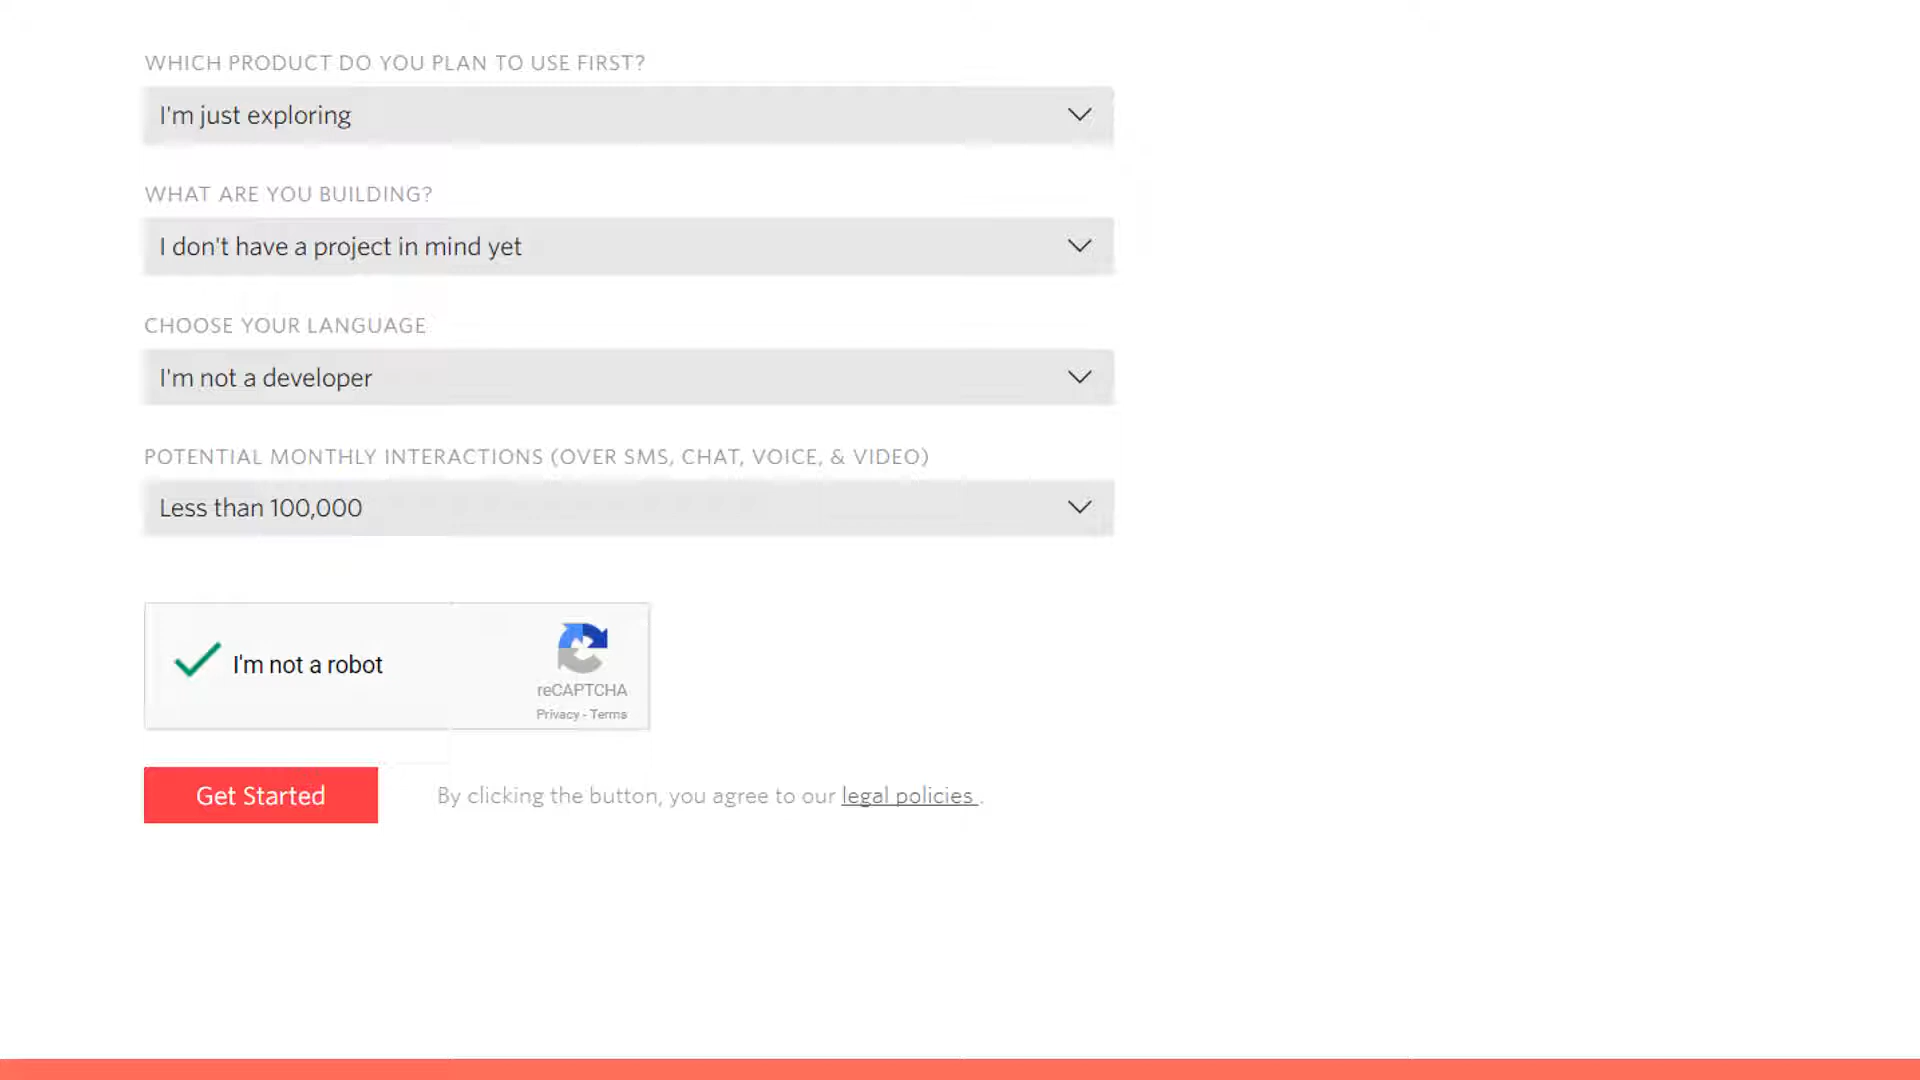 WHICH PRODUCT DO YOU PLAN TO USE FIRST?
I'm just exploring
WHAT ARE YOU BUILDING?
I don't have a project in mind yet
CHOOSE YOUR LANGUAGE
I'm not a developer
POTENTIAL MONTHLY INTERACTIONS (OVER SMS, CHAT, VOICE, & VIDEO)
Less than 100,000
I'm not a robot
reCAPTCHA
Privacy - Terms
Get Started
By clicking the button, you agree to our legal policies .